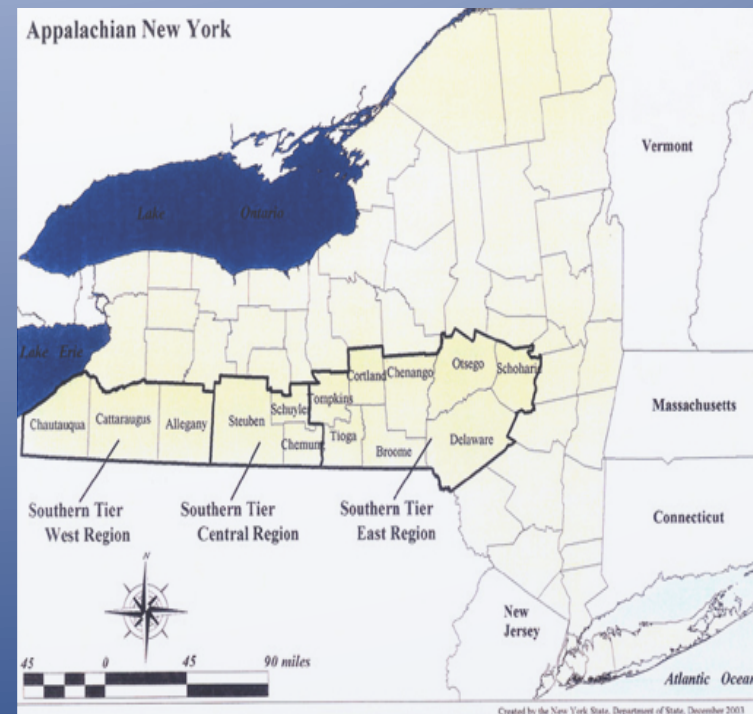 Appalachian New York
Vermont
Lake Ontario
Lake Erie
Massachusetts
Connecticut
Chautauqua
Cattaraugus
Allegany
Steuben
Schuyler
Chemung
Tompkins
Tioga
Cortland
Chenango
Broome
Otsego
Schoharie
Delaware
Southern Tier
West Region
Southern Tier
Central Region
Southern Tier
East Region
New
Jersey
N
45 0 45 90 miles
Atlantic Ocean
Created by the New York State, Department of State, December 2003